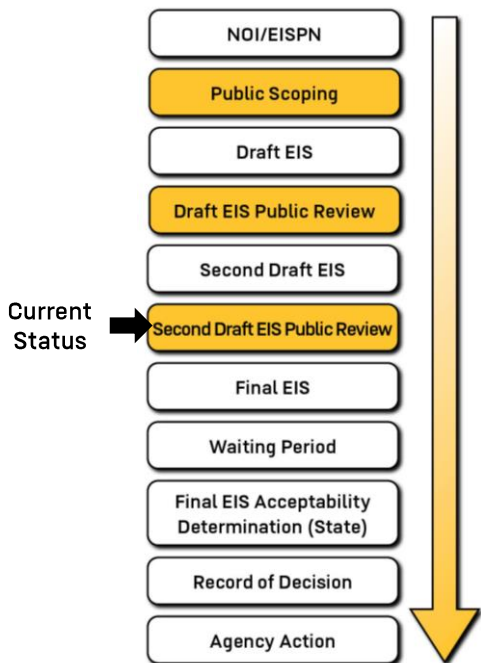 NOI/EISPN
Public Scoping
Draft EIS
Draft EIS Public Review
Second Draft EIS
Current
Status
Second Draft EIS Public Review
Final EIS
Waiting Period
Final EIS Acceptability
Determination (State)
Record of Decision
Agency Action